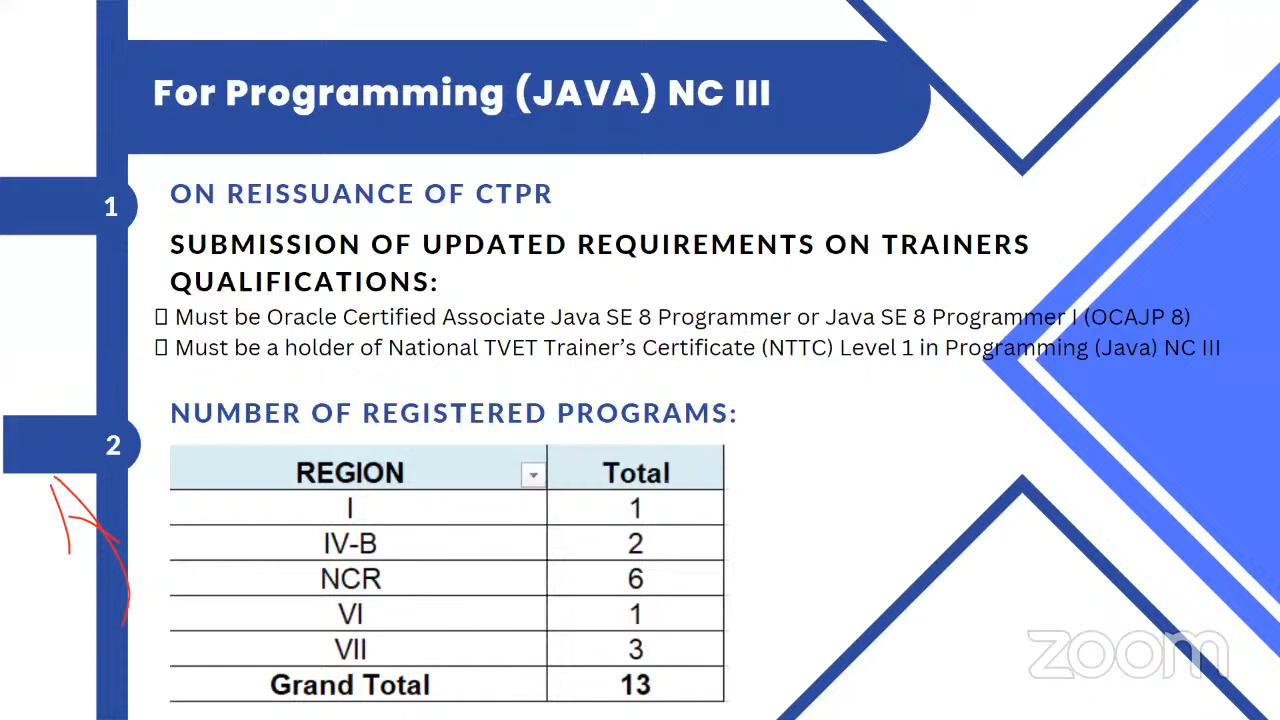 For Programming (JAVA) NC III
1
ON REISSUANCE OF CTPR
SUBMISSION OF UPDATED REQUIREMENTS ON TRAINERS
QUALIFICATIONS:
Must be Oracle Certified Associate Java SE 8 Programmer or Java SE 8 Programmer I (OCAJP 8)
Must be a holder of National TVET Trainer's Certificate (NTTC) Level 1 in Programming (Java) NC III
2
NUMBER OF REGISTERED PROGRAMS:
REGION Total
I 1
IV-B 2
NCR 6
VI 1
VII 3
Grand Total 13
zoom